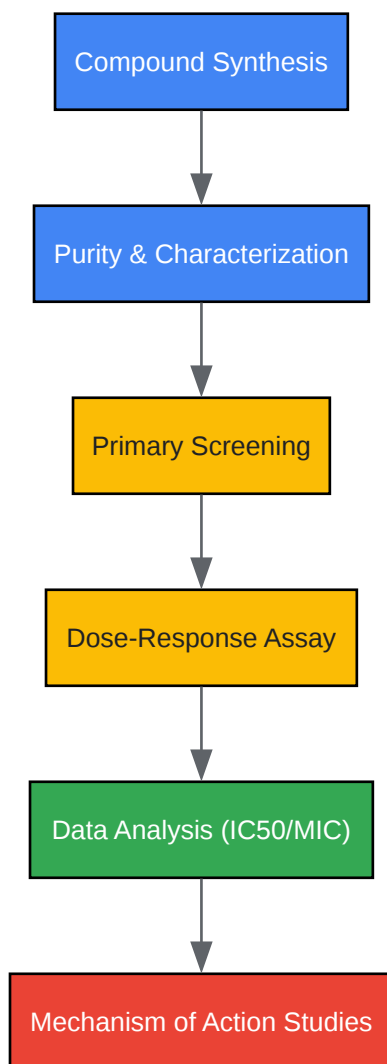 Compound Synthesis
Purity & Characterization
Primary Screening
Dose-Response Assay
Data Analysis (IC50/MIC)
Mechanism of Action Studies